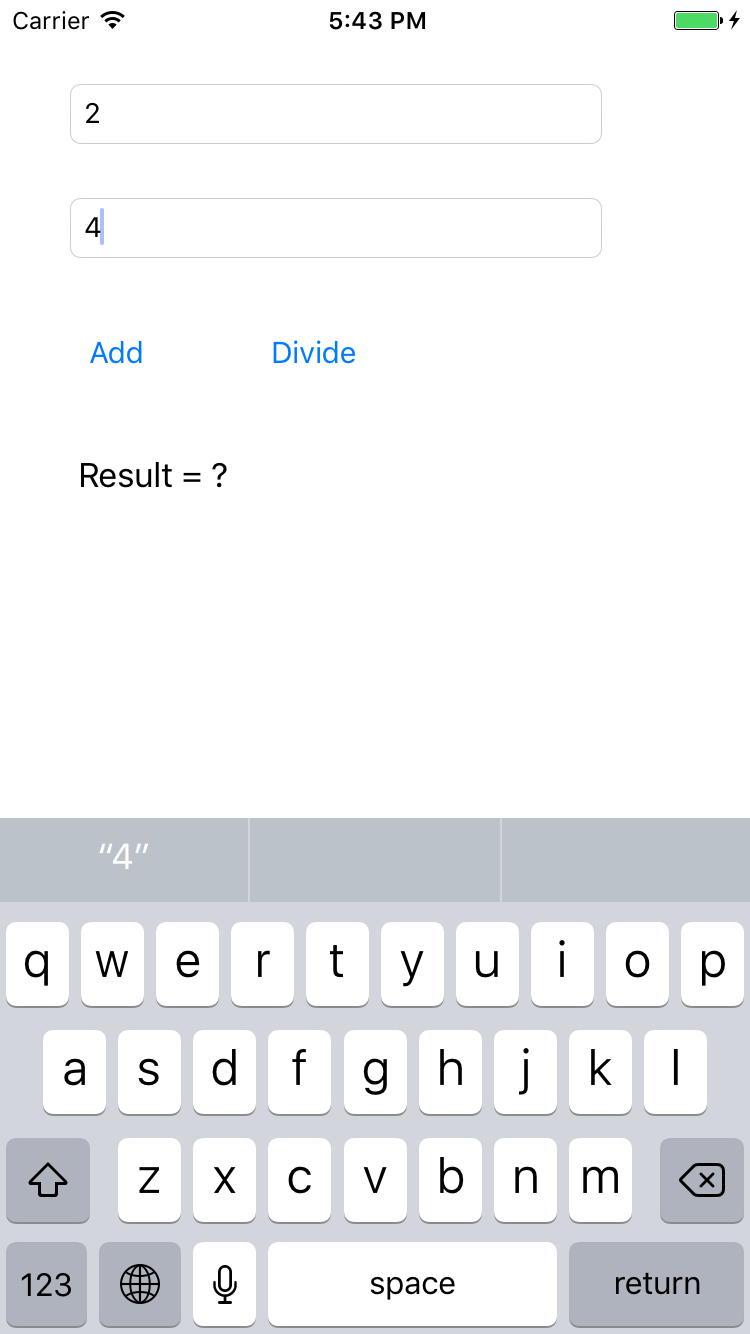 Carrier 5:43 PM
2
4
Add Divide
Result = ?
“4”
q w e r t y u i o p
a s d f g h j k l
z x c v b n m
123 space return